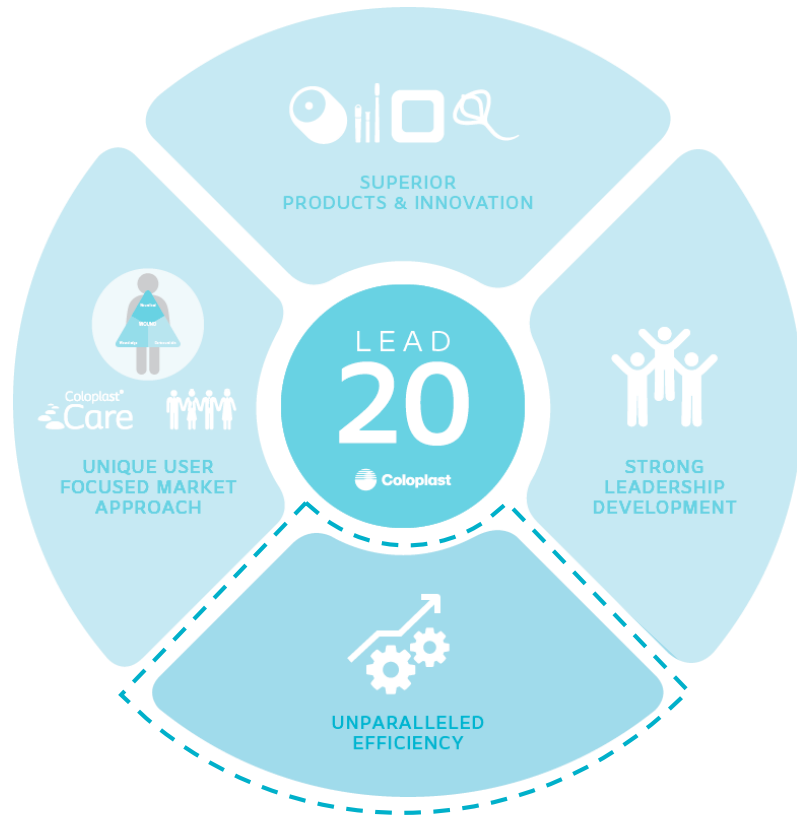 SUPERIOR
PRODUCTS & INNOVATION
LEAD
20
Coloplast
Coloplast®
Care
UNIQUE USER
FOCUSED MARKET
APPROACH
STRONG
LEADERSHIP
DEVELOPMENT
UNPARALLELED
EFFICIENCY